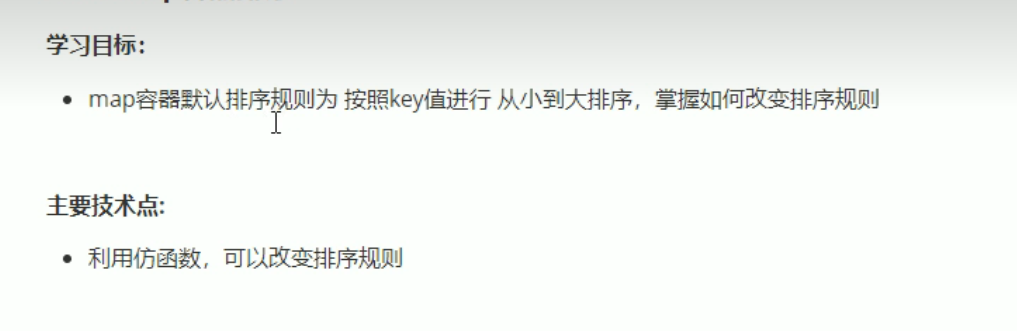 学习目标：
• map容器默认排序规则为 按照key值进行 从小到大排序，掌握如何改变排序规则
主要技术点:
• 利用仿函数，可以改变排序规则